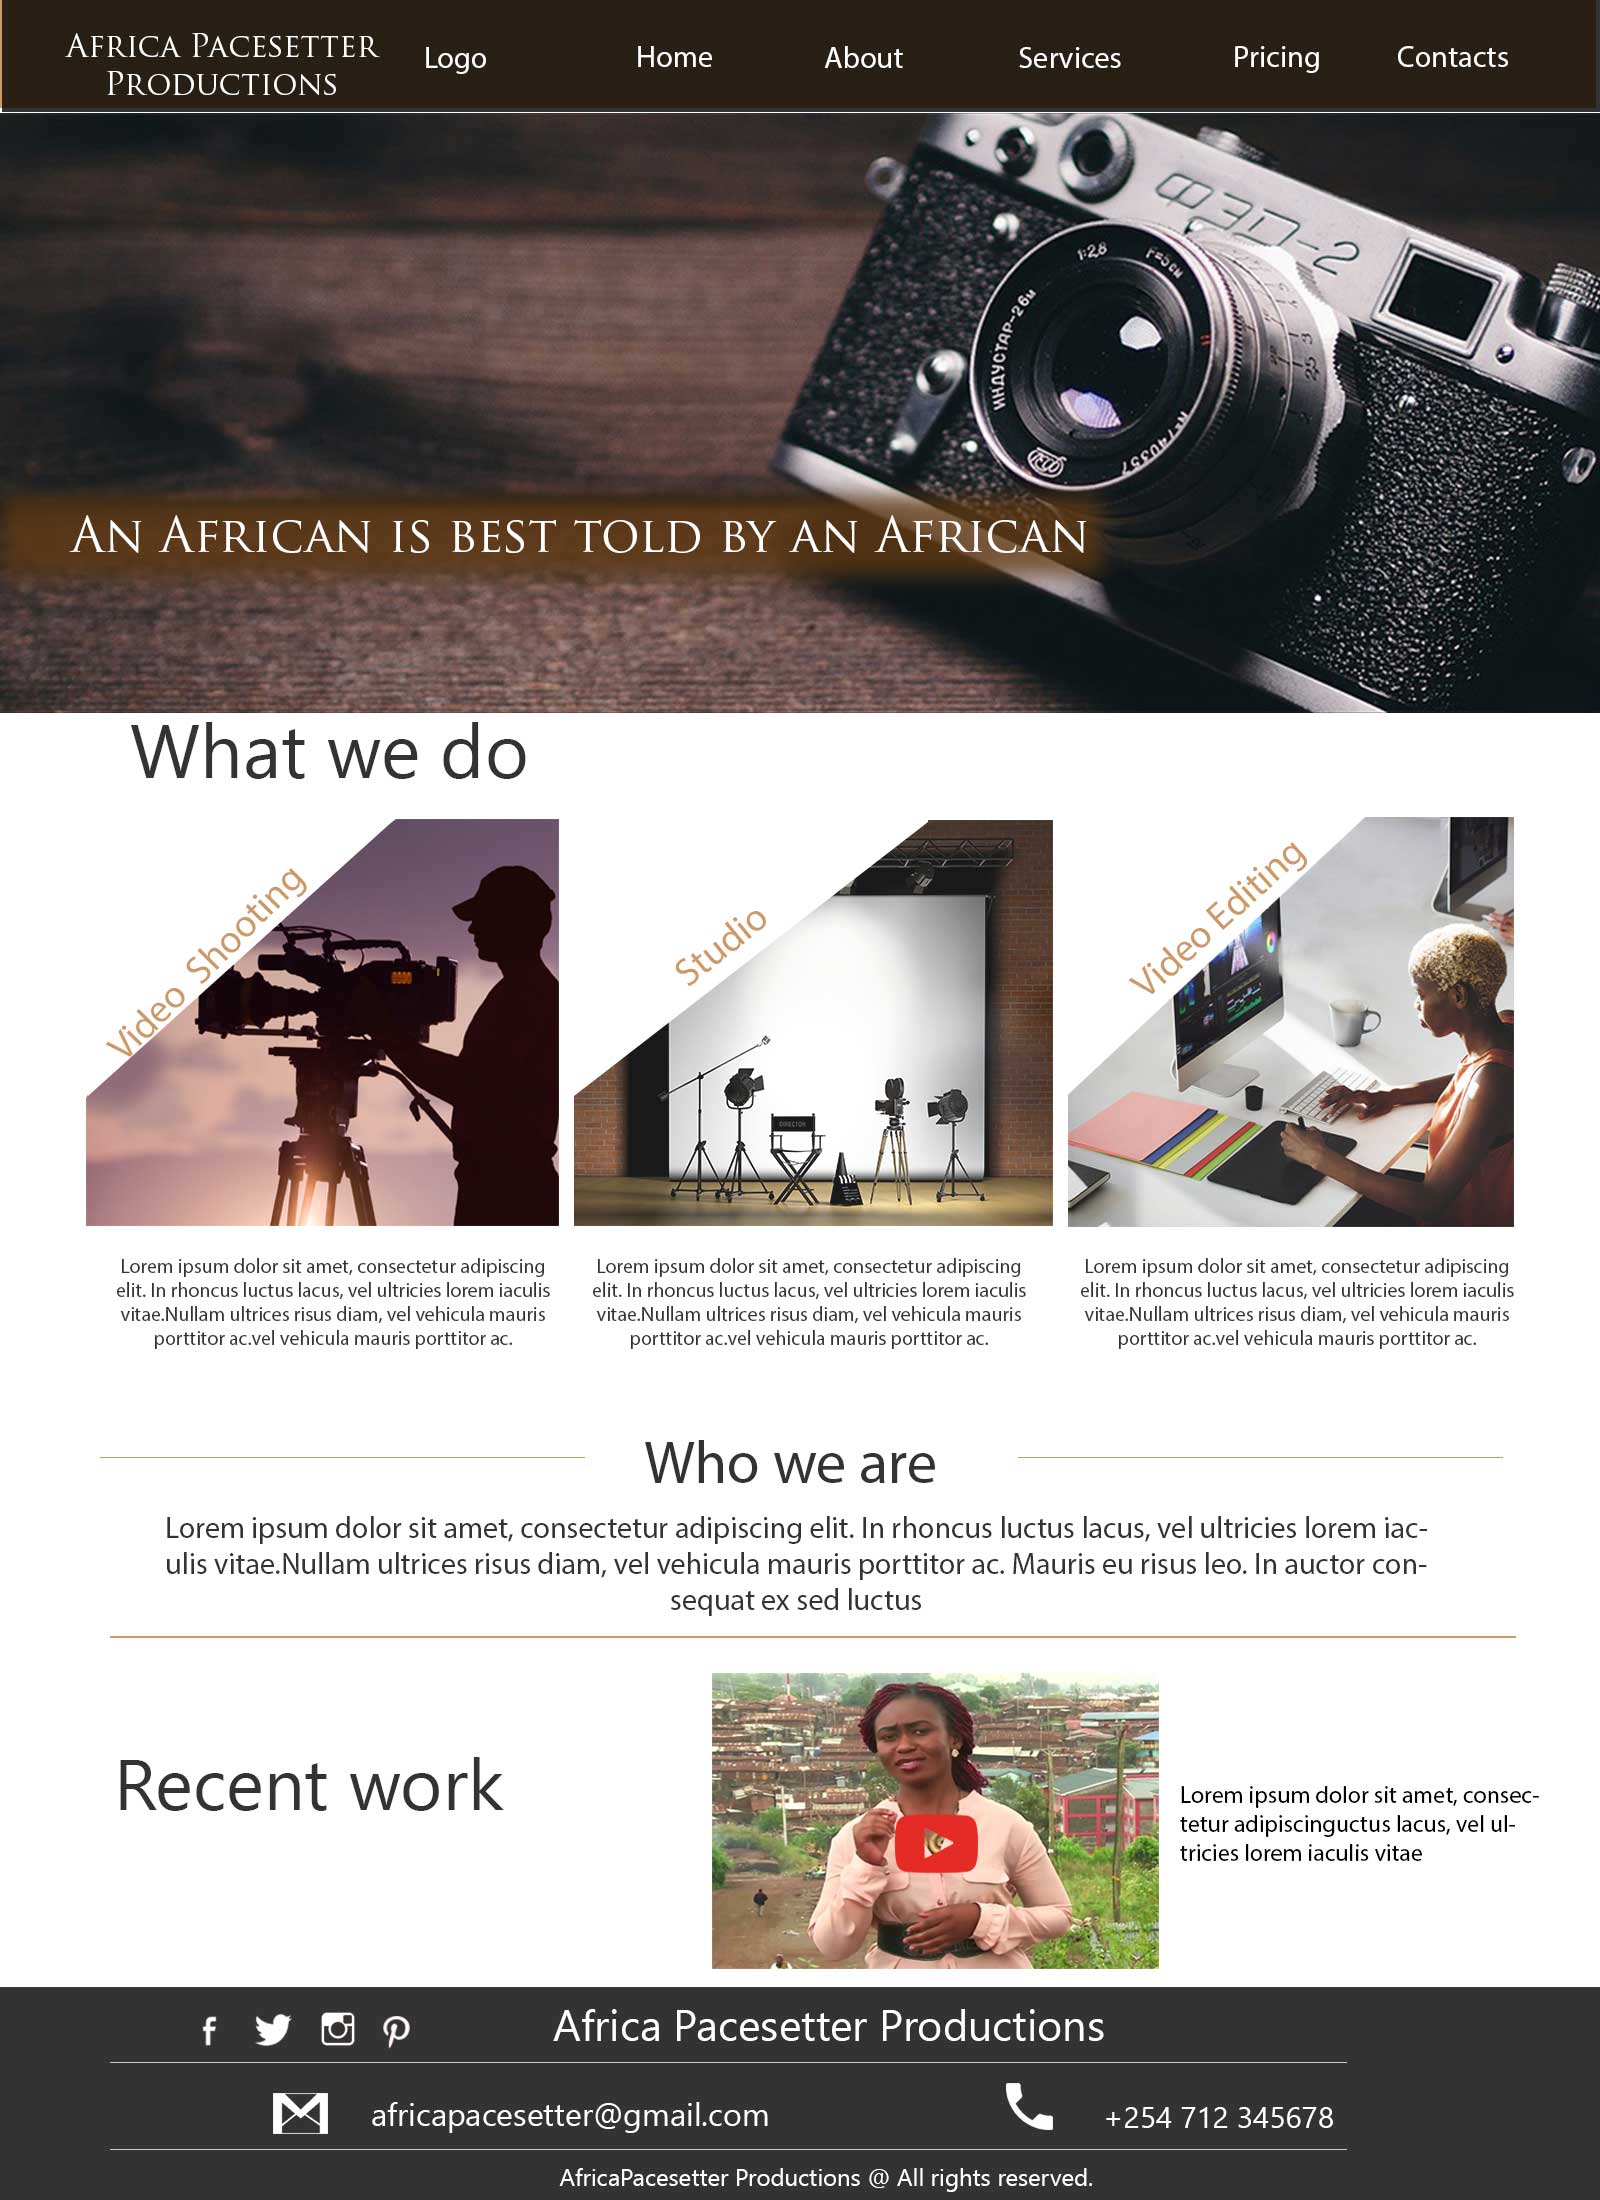 Africa Pacesetter
Productions
Logo
Home
About
Services
Pricing
Contacts
ФЭД-2
1:2,8 F=5см
ИНДУСТАР-26м
№740357
An African is best told by an African
What we do
Video Shooting
Studio
Video Editing
DIRECTOR
Lorem ipsum dolor sit amet, consectetur adipiscing
elit. In rhoncus luctus lacus, vel ultricies lorem iaculis
vitae.Nullam ultrices risus diam, vel vehicula mauris
porttitor ac.vel vehicula mauris porttitor ac.
Lorem ipsum dolor sit amet, consectetur adipiscing
elit. In rhoncus luctus lacus, vel ultricies lorem iaculis
vitae.Nullam ultrices risus diam, vel vehicula mauris
porttitor ac.vel vehicula mauris porttitor ac.
Lorem ipsum dolor sit amet, consectetur adipiscing
elit. In rhoncus luctus lacus, vel ultricies lorem iaculis
vitae.Nullam ultrices risus diam, vel vehicula mauris
porttitor ac.vel vehicula mauris porttitor ac.
Who we are
Lorem ipsum dolor sit amet, consectetur adipiscing elit. In rhoncus luctus lacus, vel ultricies lorem iac-
ulis vitae.Nullam ultrices risus diam, vel vehicula mauris porttitor ac. Mauris eu risus leo. In auctor con-
sequat ex sed luctus
Recent work
Lorem ipsum dolor sit amet, consec-
tetur adipiscinguctus lacus, vel ul-
tricies lorem iaculis vitae
Africa Pacesetter Productions
africapacesetter@gmail.com
+254 712 345678
AfricaPacesetter Productions @ All rights reserved.